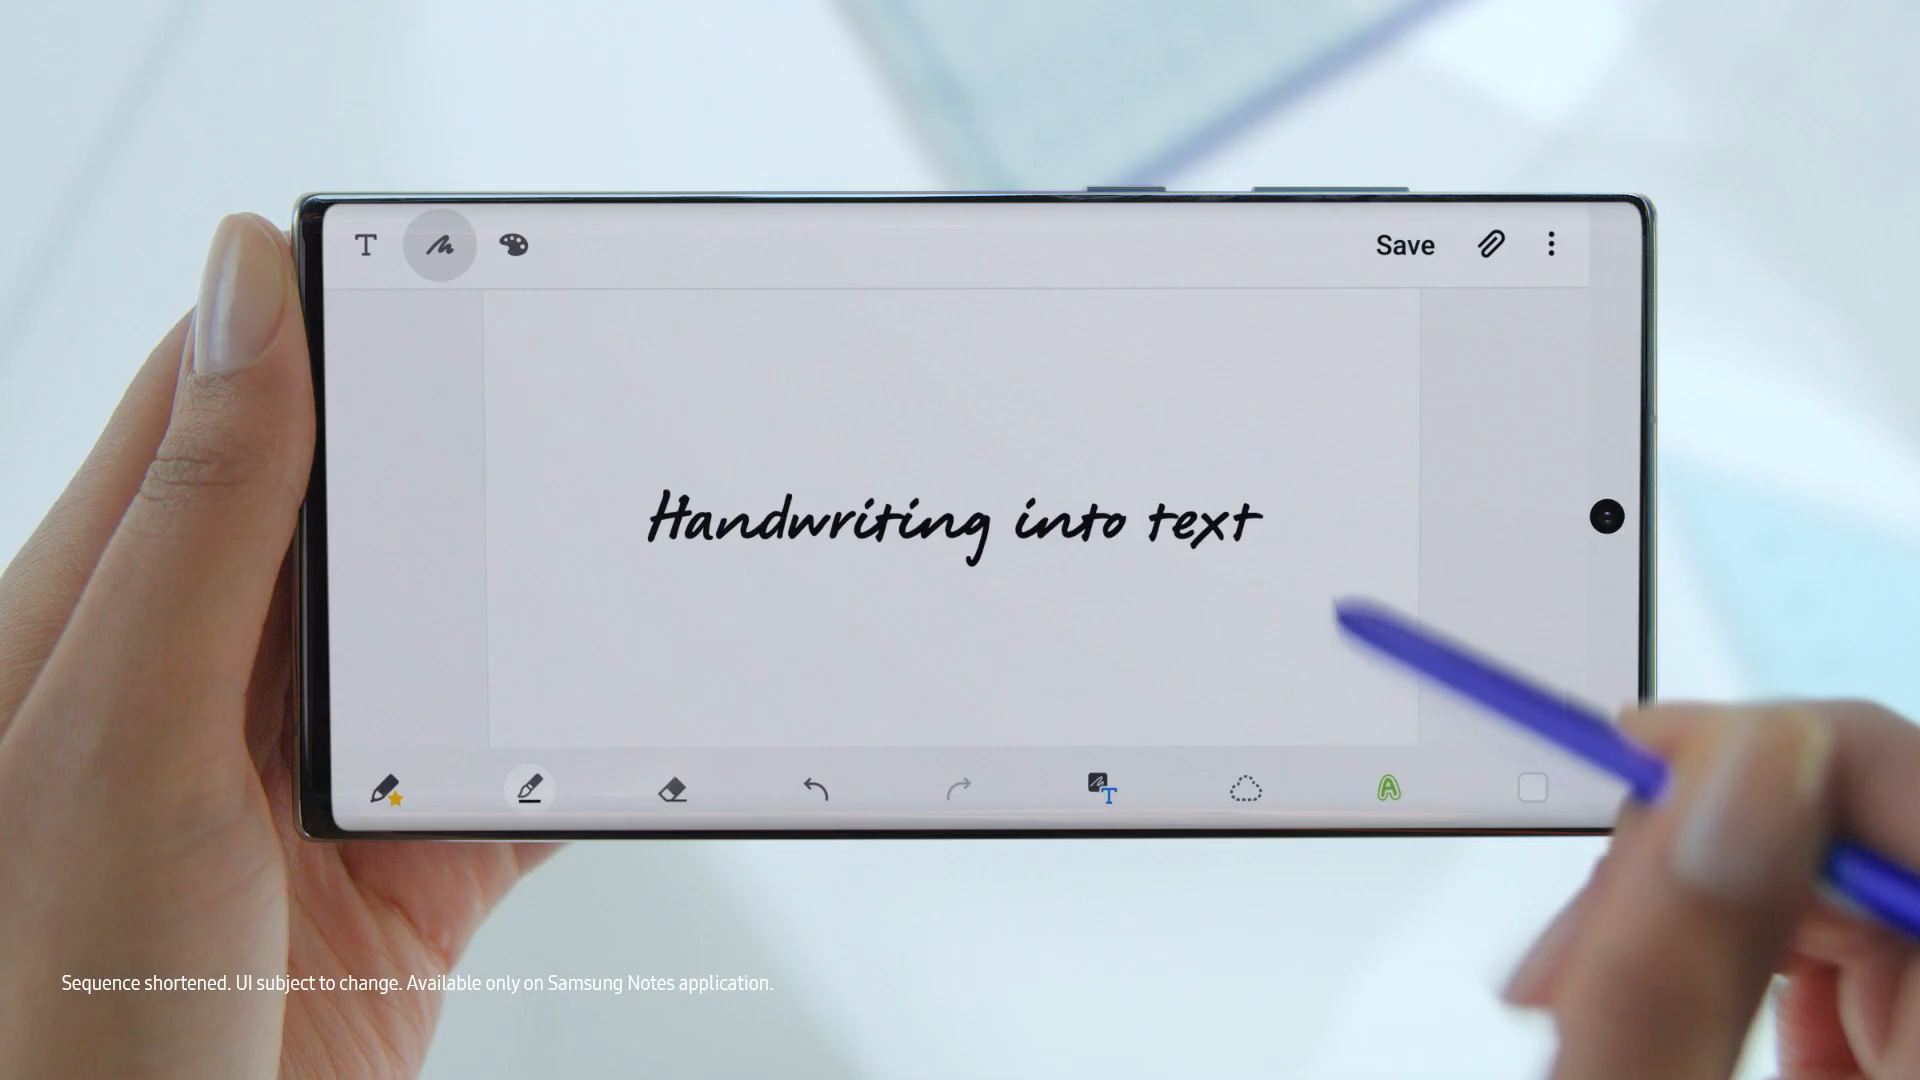 T
Save
Handwriting into text
T
A
Sequence shortened. UI subject to change. Available only on Samsung Notes application.